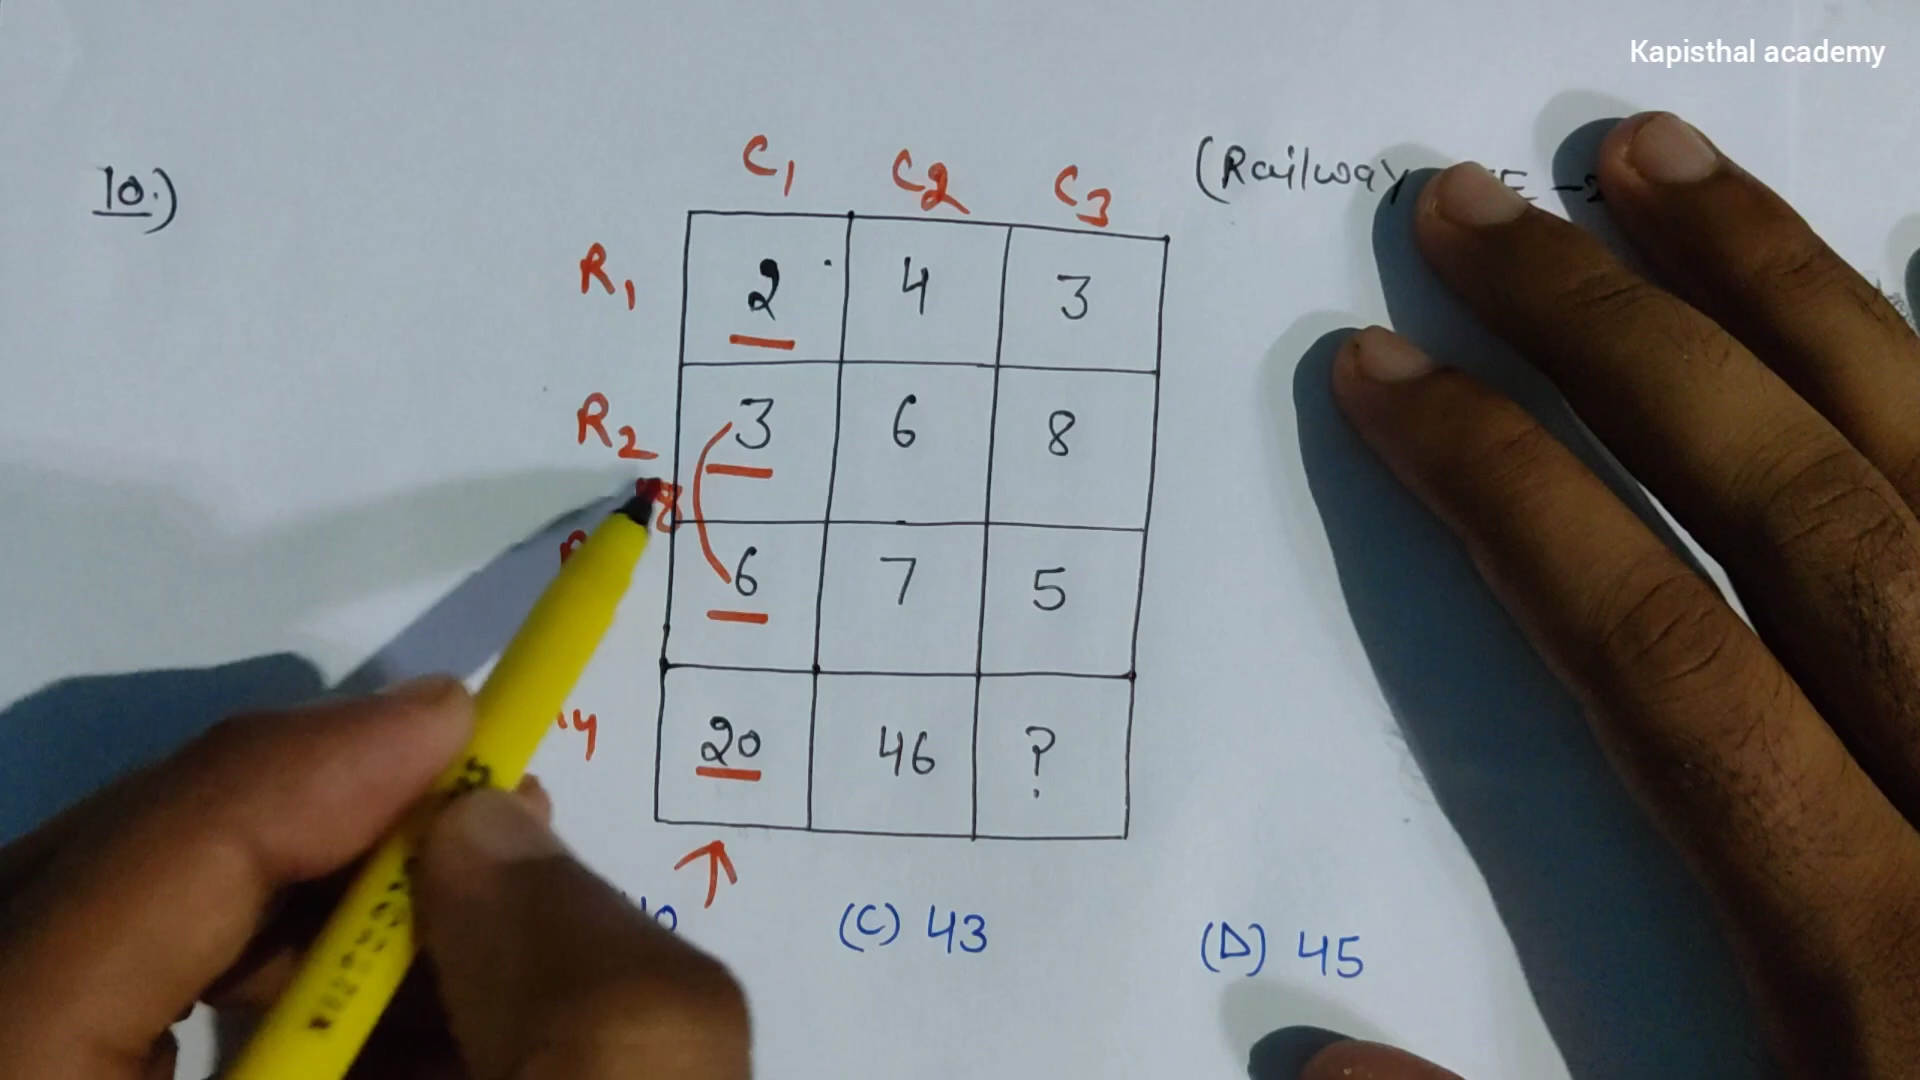 Kapisthal academy
10.)
(Railway
C1 C2 C3
R1 2 4 3
R2 3 6 8
18
6 7 5
20 46 ?
(C) 43 (D) 45